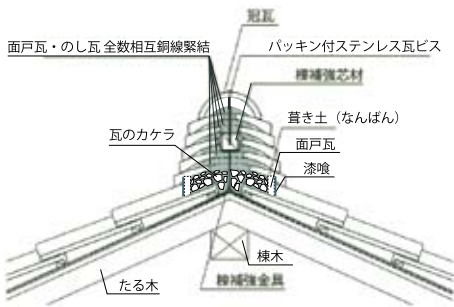 冠瓦
面戸瓦・のし瓦 全数相互銅線緊結
パッキン付ステンレス瓦ビス
棟補強芯材
葺き土（なんばん）
瓦のカケラ
面戸瓦
漆喰
棟木
たる木
棟補強金具